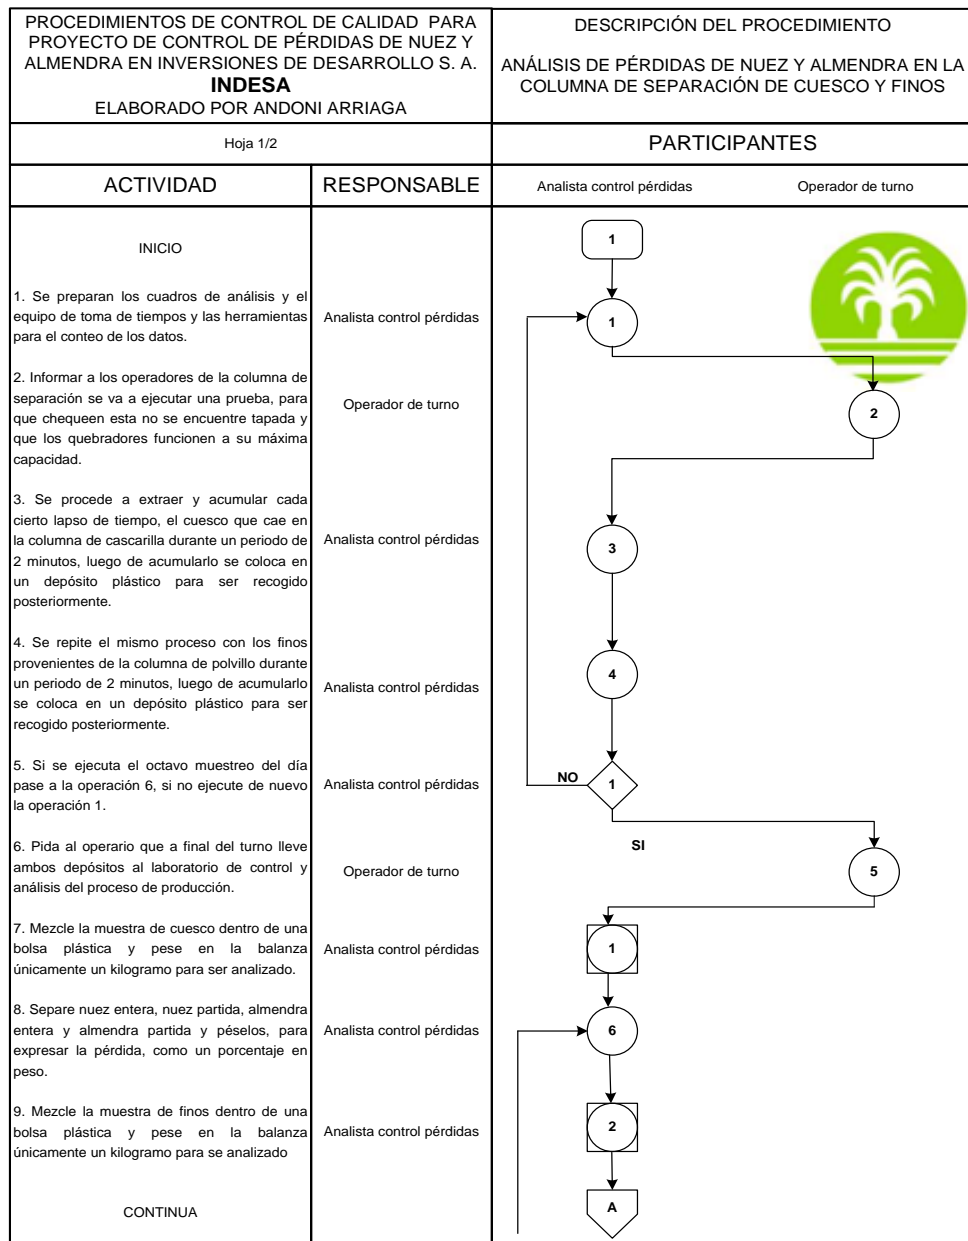 PROCEDIMIENTOS DE CONTROL DE CALIDAD PARA
PROYECTO DE CONTROL DE PÉRDIDAS DE NUEZ Y
ALMENDRA EN INVERSIONES DE DESARROLLO S. A.
INDESA
ELABORADO POR ANDONI ARRIAGA
DESCRIPCIÓN DEL PROCEDIMIENTO
ANÁLISIS DE PÉRDIDAS DE NUEZ Y ALMENDRA EN LA
COLUMNA DE SEPARACIÓN DE CUESCO Y FINOS
Hoja 1/2
PARTICIPANTES
ACTIVIDAD
RESPONSABLE
Analista control pérdidas
Operador de turno
INICIO
1. Se preparan los cuadros de análisis y el
equipo de toma de tiempos y las herramientas
para el conteo de los datos.
Analista control pérdidas
2. Informar a los operadores de la columna de
separación se va a ejecutar una prueba, para
que chequeen esta no se encuentre tapada y
que los quebradores funcionen a su máxima
capacidad.
Operador de turno
3. Se procede a extraer y acumular cada
cierto lapso de tiempo, el cuesco que cae en
la columna de cascarilla durante un periodo de
2 minutos, luego de acumularlo se coloca en
un depósito plástico para ser recogido
posteriormente.
Analista control pérdidas
4. Se repite el mismo proceso con los finos
provenientes de la columna de polvillo durante
un periodo de 2 minutos, luego de acumularlo
se coloca en un depósito plástico para ser
recogido posteriormente.
Analista control pérdidas
5. Si se ejecuta el octavo muestreo del día
pase a la operación 6, si no ejecute de nuevo
la operación 1.
Analista control pérdidas
6. Pida al operario que a final del turno lleve
ambos depósitos al laboratorio de control y
análisis del proceso de producción.
Operador de turno
7. Mezcle la muestra de cuesco dentro de una
bolsa plástica y pese en la balanza
únicamente un kilogramo para ser analizado.
Analista control pérdidas
8. Separe nuez entera, nuez partida, almendra
entera y almendra partida y péselos, para
expresar la pérdida, como un porcentaje en
peso.
Analista control pérdidas
9. Mezcle la muestra de finos dentro de una
bolsa plástica y pese en la balanza
únicamente un kilogramo para se analizado
Analista control pérdidas
CONTINUA
1
1
2
3
4
NO
1
SI
5
1
6
2
A